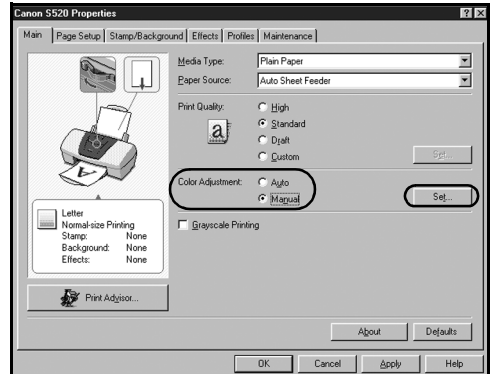 Canon S520 Properties
Main Page Setup Stamp/Background Effects Profiles Maintenance
Media Type: Plain Paper
Paper Source: Auto Sheet Feeder
Print Quality: High
Standard
Draft
Custom Set...
Color Adjustment: Auto
Manual Set...
Grayscale Printing
Letter
Normal-size Printing
Stamp: None
Background: None
Effects: None
Print Advisor...
About Defaults
OK Cancel Apply Help